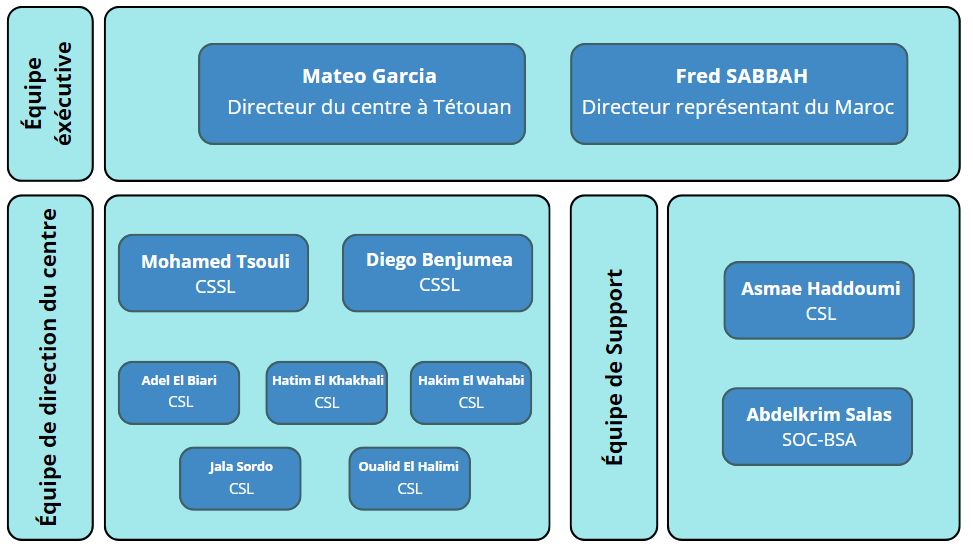 Équipe
éxécutive
Mateo Garcia
Directeur du centre à Tétouan
Fred SABBAH
Directeur représentant du Maroc
Équipe de direction du centre
Mohamed Tsouli
CSSL
Diego Benjumea
CSSL
Adel El Biari
CSL
Hatim El Khakhali
CSL
Hakim El Wahabi
CSL
Jala Sordo
CSL
Oualid El Halimi
CSL
Équipe de Support
Asmae Haddoumi
CSL
Abdelkrim Salas
SOC-BSA